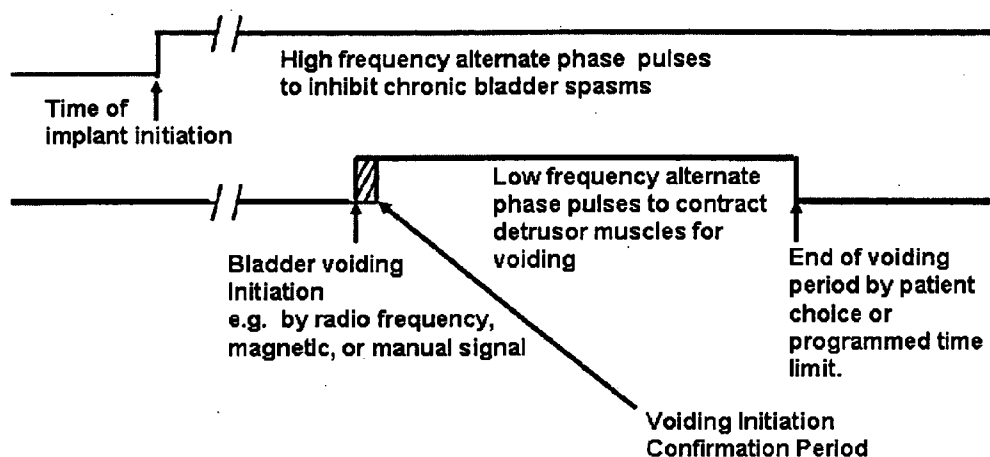 High frequency alternate phase pulses
to inhibit chronic bladder spasms
Time of
implant initiation
Low frequency alternate
phase pulses to contract
detrusor muscles for
voiding
Bladder voiding
Initiation
e.g. by radio frequency,
magnetic, or manual signal
End of voiding
period by patient
choice or
programmed time
limit.
Voiding Initiation
Confirmation Period